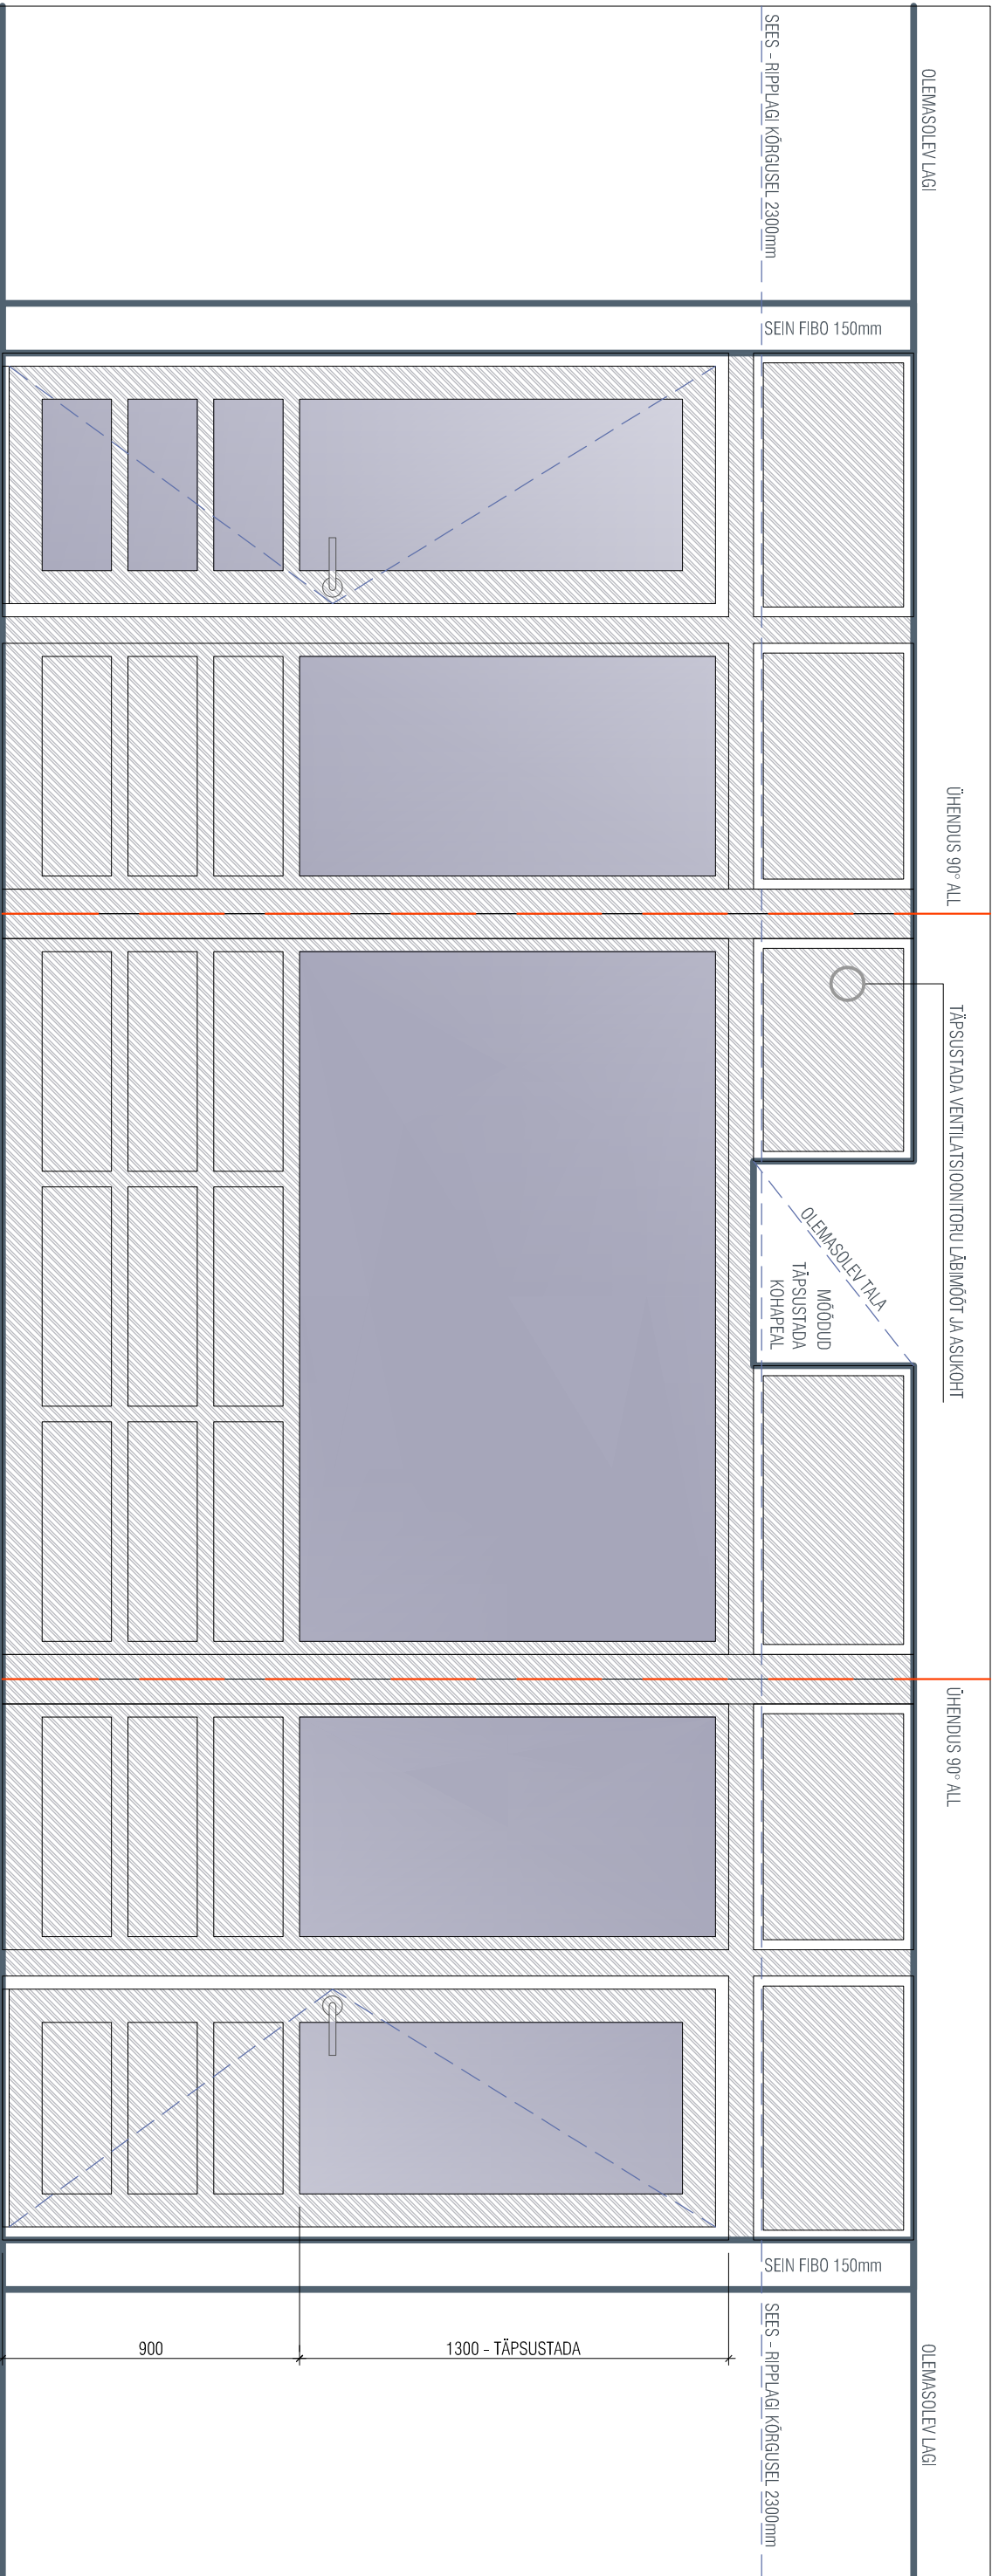 OLEMASOLEV LAGI
SEES - RIPPLAGI KÕRGUSEL 2300mm
SEIN FIBO 150mm
ÜHENDUS 90° ALL
TÄPSUSTADA VENTILATSIOONITORU LÄBIMÕÕT JA ASUKOHT
OLEMASOLEV TALA
MÕÕDUD
TÄPSUSTADA
KOHAPEAL
ÜHENDUS 90° ALL
SEIN FIBO 150mm
900
1300 - TÄPSUSTADA
OLEMASOLEV LAGI
SEES - RIPPLAGI KÕRGUSEL 2300mm